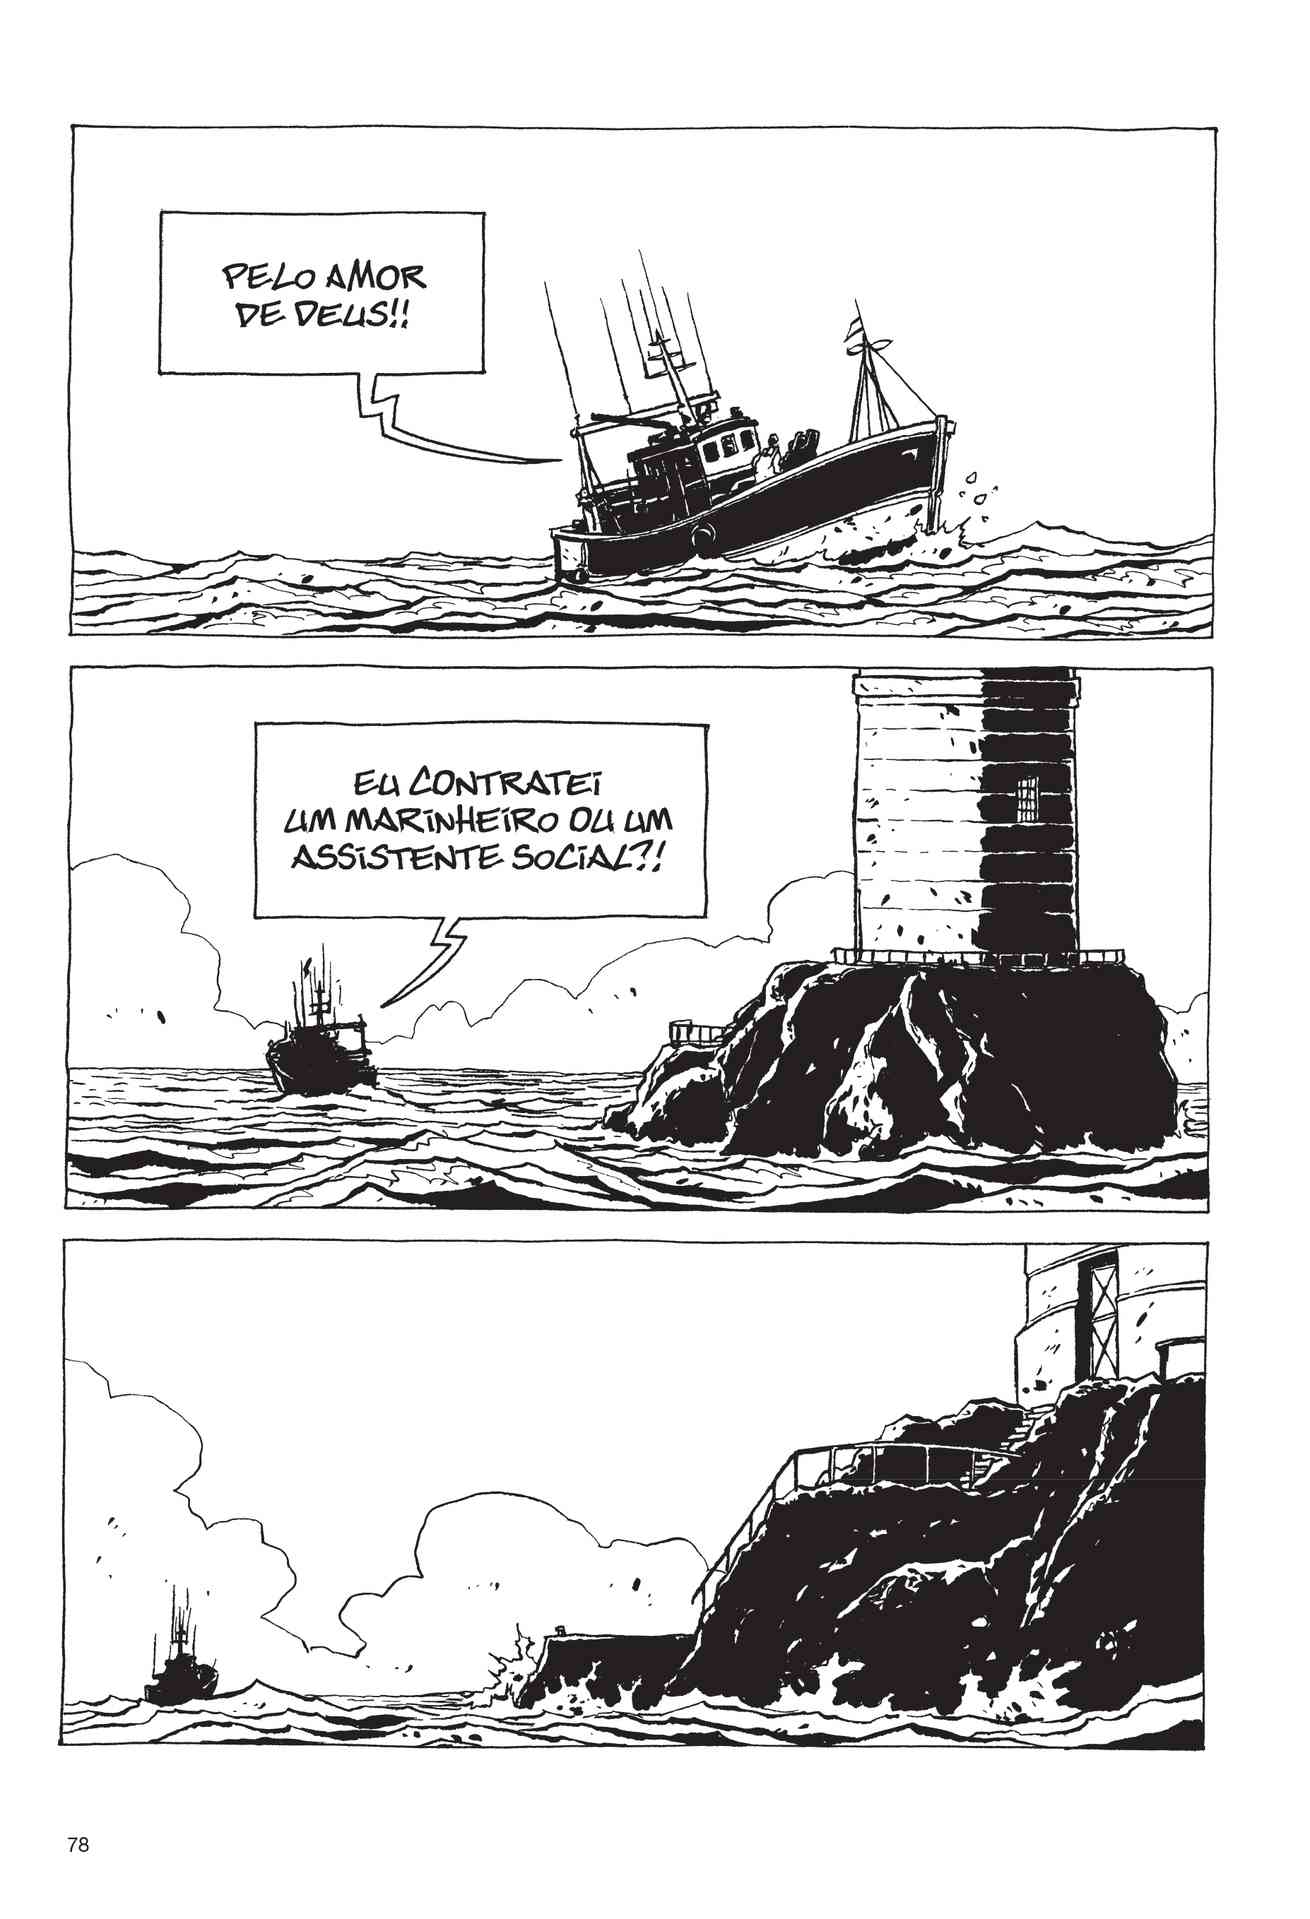 PELO AMOR
DE DEUS!!
EU CONTRATEI
UM MARINHEIRO OU UM
ASSISTENTE SOCIAL?!
78